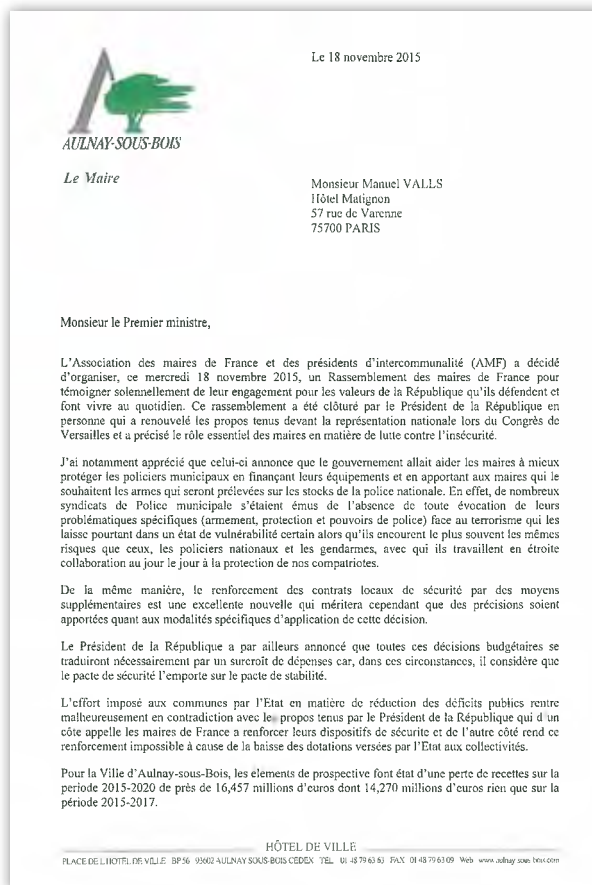 Le 18 novembre 2015
AULNAY-SOUS-BOIS
Le Maire
Monsieur Manuel VALLS
Hôtel Matignon
57 rue de Varenne
75700 PARIS
Monsieur le Premier ministre,
L'Association des maires de France et des présidents d'intercommunalité (AMF) a décidé
d'organiser, ce mercredi 18 novembre 2015, un Rassemblement des maires de France pour
témoigner solennellement de leur engagement pour les valeurs de la République qu'ils défendent et
font vivre au quotidien. Ce rassemblement a été clôturé par le Président de la République en
personne qui a renouvelé les propos tenus devant la représentation nationale lors du Congrès de
Versailles et a précisé le rôle essentiel des maires en matière de lutte contre l'insécurité.
J'ai notamment apprécié que celui-ci annonce que le gouvernement allait aider les maires à mieux
protéger les policiers municipaux en finançant leurs équipements et en apportant aux maires qui le
souhaitent les armes qui seront prélevées sur les stocks de la police nationale. En effet, de nombreux
syndicats de Police municipale s'étaient émus de l'absence de toute évocation de leurs
problématiques spécifiques (armement, protection et pouvoirs de police) face au terrorisme qui les
laisse pourtant dans un état de vulnérabilité certain alors qu'ils encourent le plus souvent les mêmes
risques que ceux, les policiers nationaux et les gendarmes, avec qui ils travaillent en étroite
collaboration au jour le jour à la protection de nos compatriotes.
De la même manière, le renforcement des contrats locaux de sécurité par des moyens
supplémentaires est une excellente nouvelle qui méritera cependant que des précisions soient
apportées quant aux modalités spécifiques d'application de cette décision.
Le Président de la République a par ailleurs annoncé que toutes ces décisions budgétaires se
traduiront nécessairement par un surcroît de dépenses car, dans ces circonstances, il considère que
le pacte de sécurité l'emporte sur le pacte de stabilité.
L'effort imposé aux communes par l'Etat en matière de réduction des déficits publics rentre
malheureusement en contradiction avec les propos tenus par le Président de la République qui d'un
côte appelle les maires de France a renforcer leurs dispositifs de sécurite et de l'autre côté rend ce
renforcement impossible à cause de la baisse des dotations versées par l'Etat aux collectivités.
Pour la Ville d'Aulnay-sous-Bois, les élements de prospective font état d'une perte de recettes sur la
periode 2015-2020 de près de 16,457 millions d'euros dont 14,270 millions d'euros rien que sur la
période 2015-2017.
HÔTEL DE VILLE
PLACE DE L'HOTEL DE VILLE BP 56 93602 AULNAY SOUS BOIS CEDEX TEL 01 48 79 63 63 FAX 01 48 79 63 09 Web www.aulnay-sous-bois.com